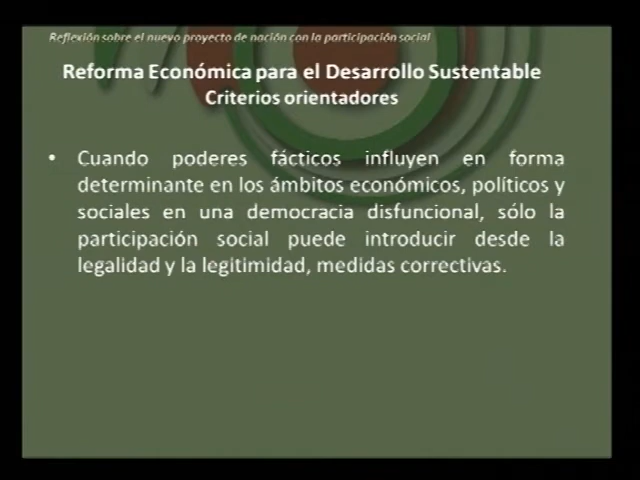 Reflexión sobre el nuevo proyecto de nación con la participación social
Reforma Económica para el Desarrollo Sustentable
Criterios orientadores
• Cuando poderes fácticos influyen en forma
determinante en los ámbitos económicos, políticos y
sociales en una democracia disfuncional, sólo la
participación social puede introducir desde la
legalidad y la legitimidad, medidas correctivas.